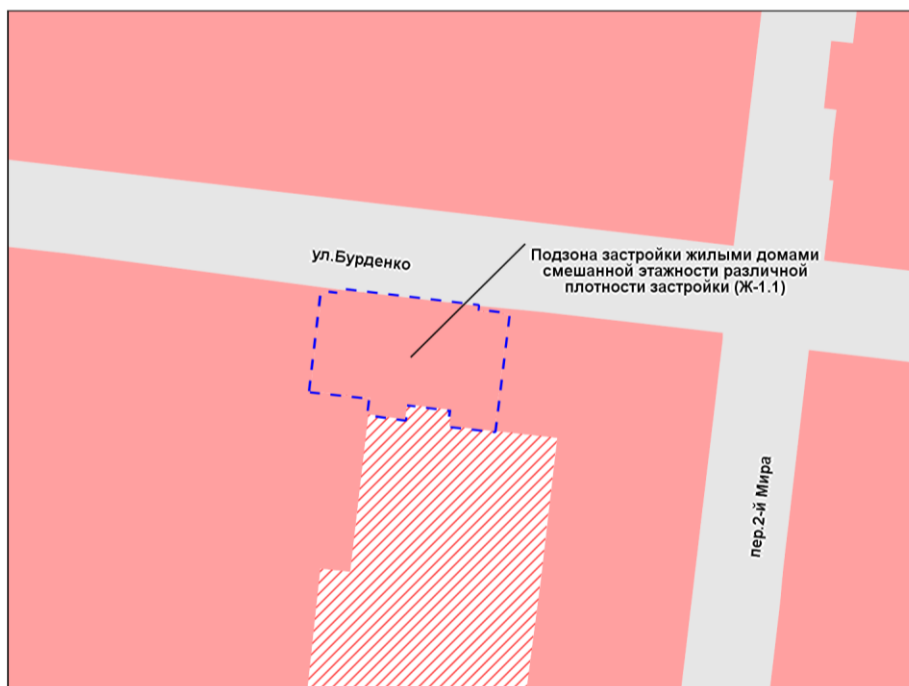 ул.Бурденко
Подзона застройки жилыми домами
смешанной этажности различной
плотности застройки (Ж-1.1)
пер.2-й Мира